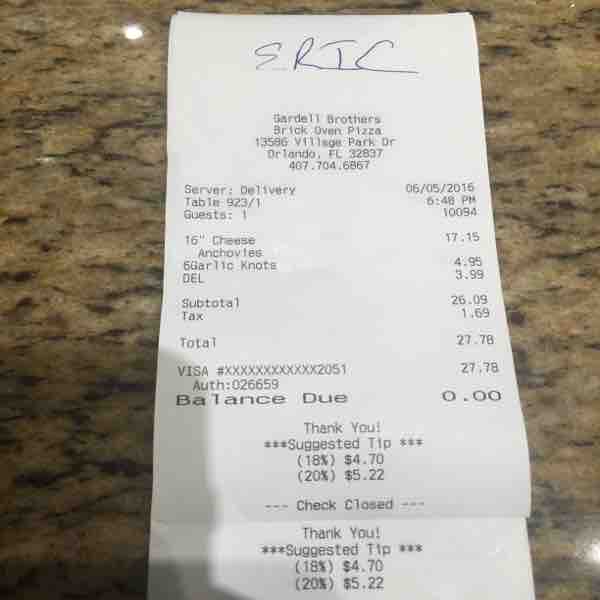 ERIC
Gardell Brothers
Brick Oven Pizza
13586 Village Park Dr
Orlando, FL 32837
407.704.6867
Server: Delivery 06/05/2016
Table 923/1 6:48 PM
Guests: 1 10094
16" Cheese 17.15
Anchovies
6Garlic Knots 4.95
DEL 3.99
Subtotal 26.09
Tax 1.69
Total 27.78
VISA #XXXXXXXXXXXX2051 27.78
Auth:026659
Balance Due 0.00
Thank You!
***Suggested Tip ***
(18%) $4.70
(20%) $5.22
--- Check Closed ---
Thank You!
***Suggested Tip ***
(18%) $4.70
(20%) $5.22